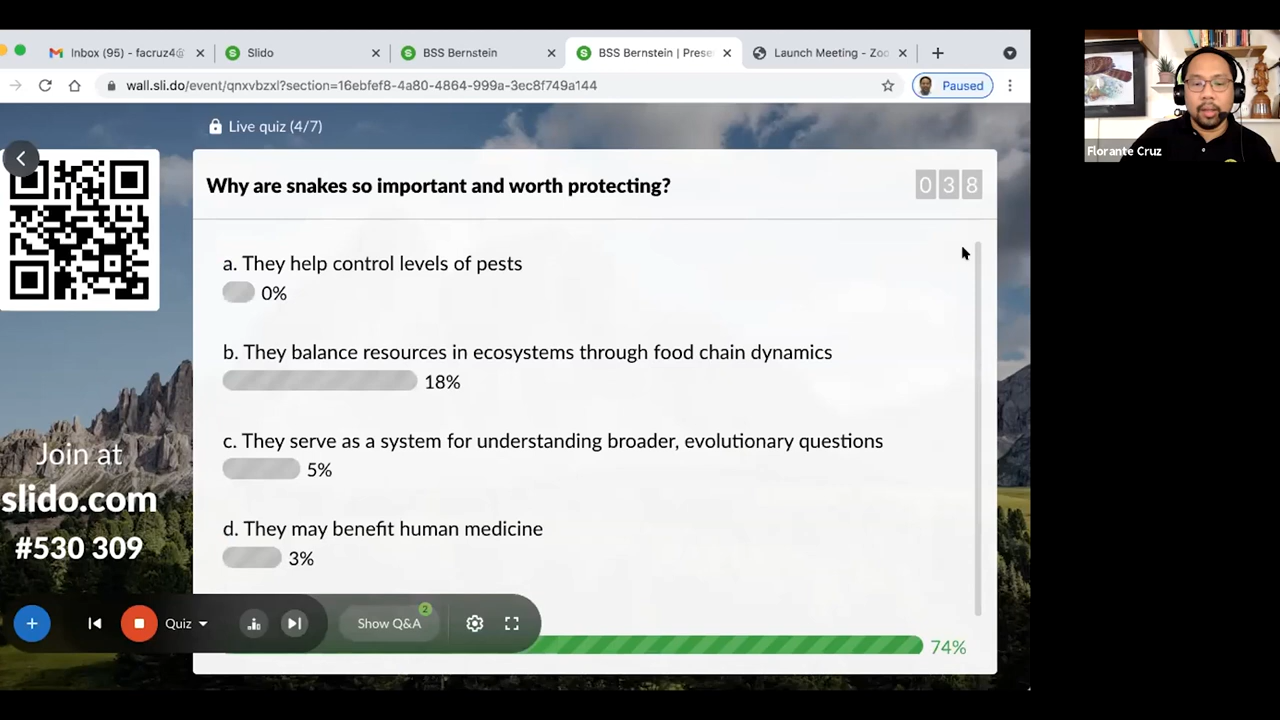 Inbox (95) - facruz4@
Slido
BSS Bernstein
BSS Bernstein | Prese
Launch Meeting - Zoo
wall.sli.do/event/qnxvbzxl?section=16ebfef8-4a80-4864-999a-3ec8f749a144
Paused
Live quiz (4/7)
Why are snakes so important and worth protecting?
038
a. They help control levels of pests
0%
b. They balance resources in ecosystems through food chain dynamics
18%
c. They serve as a system for understanding broader, evolutionary questions
5%
d. They may benefit human medicine
3%
74%
Join at
slido.com
#530 309
Quiz
Show Q&A
2
Florante Cruz